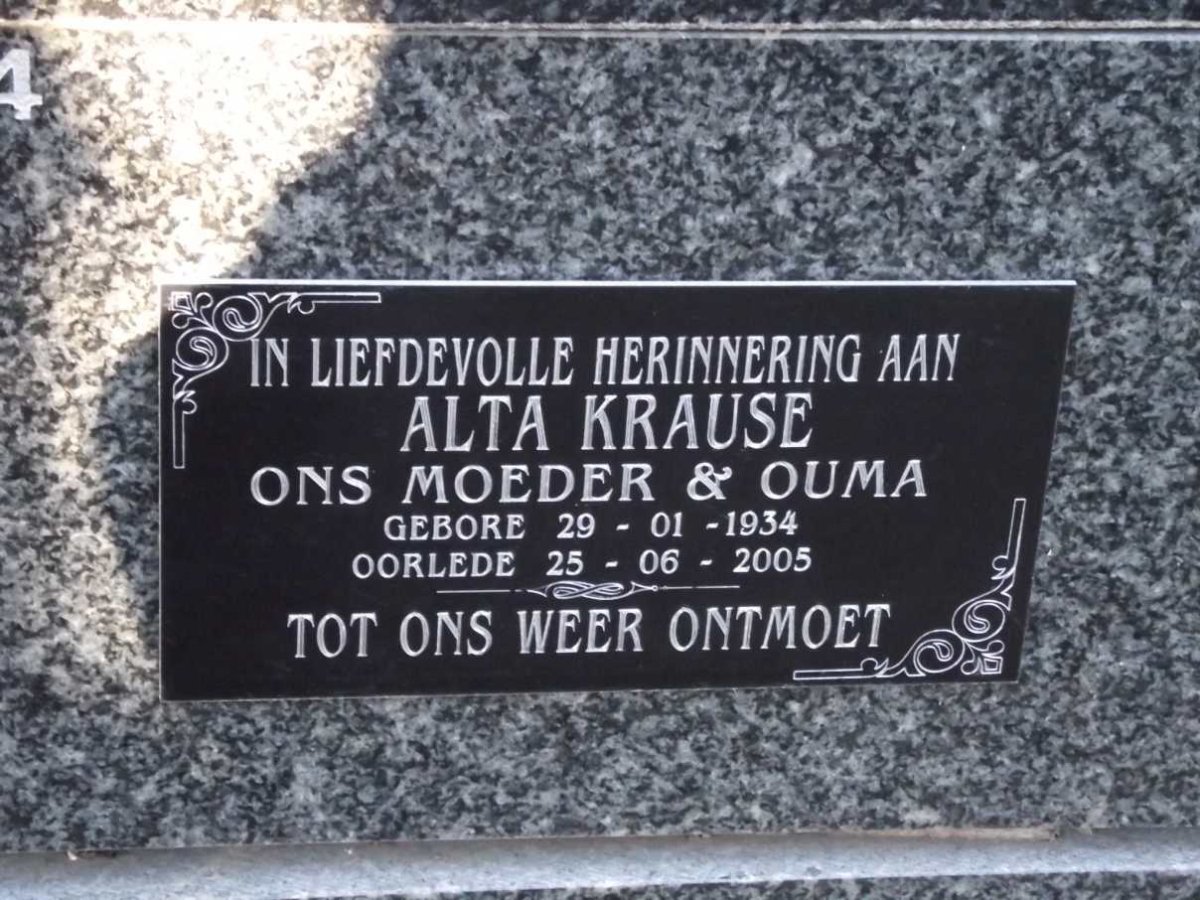 4
IN LIEFDEVOLLE HERINNERING AAN
ALTA KRAUSE
ONS MOEDER & OUMA
GEBORE 29 - 01 -1934
OORLEDE 25 - 06 - 2005
TOT ONS WEER ONTMOET